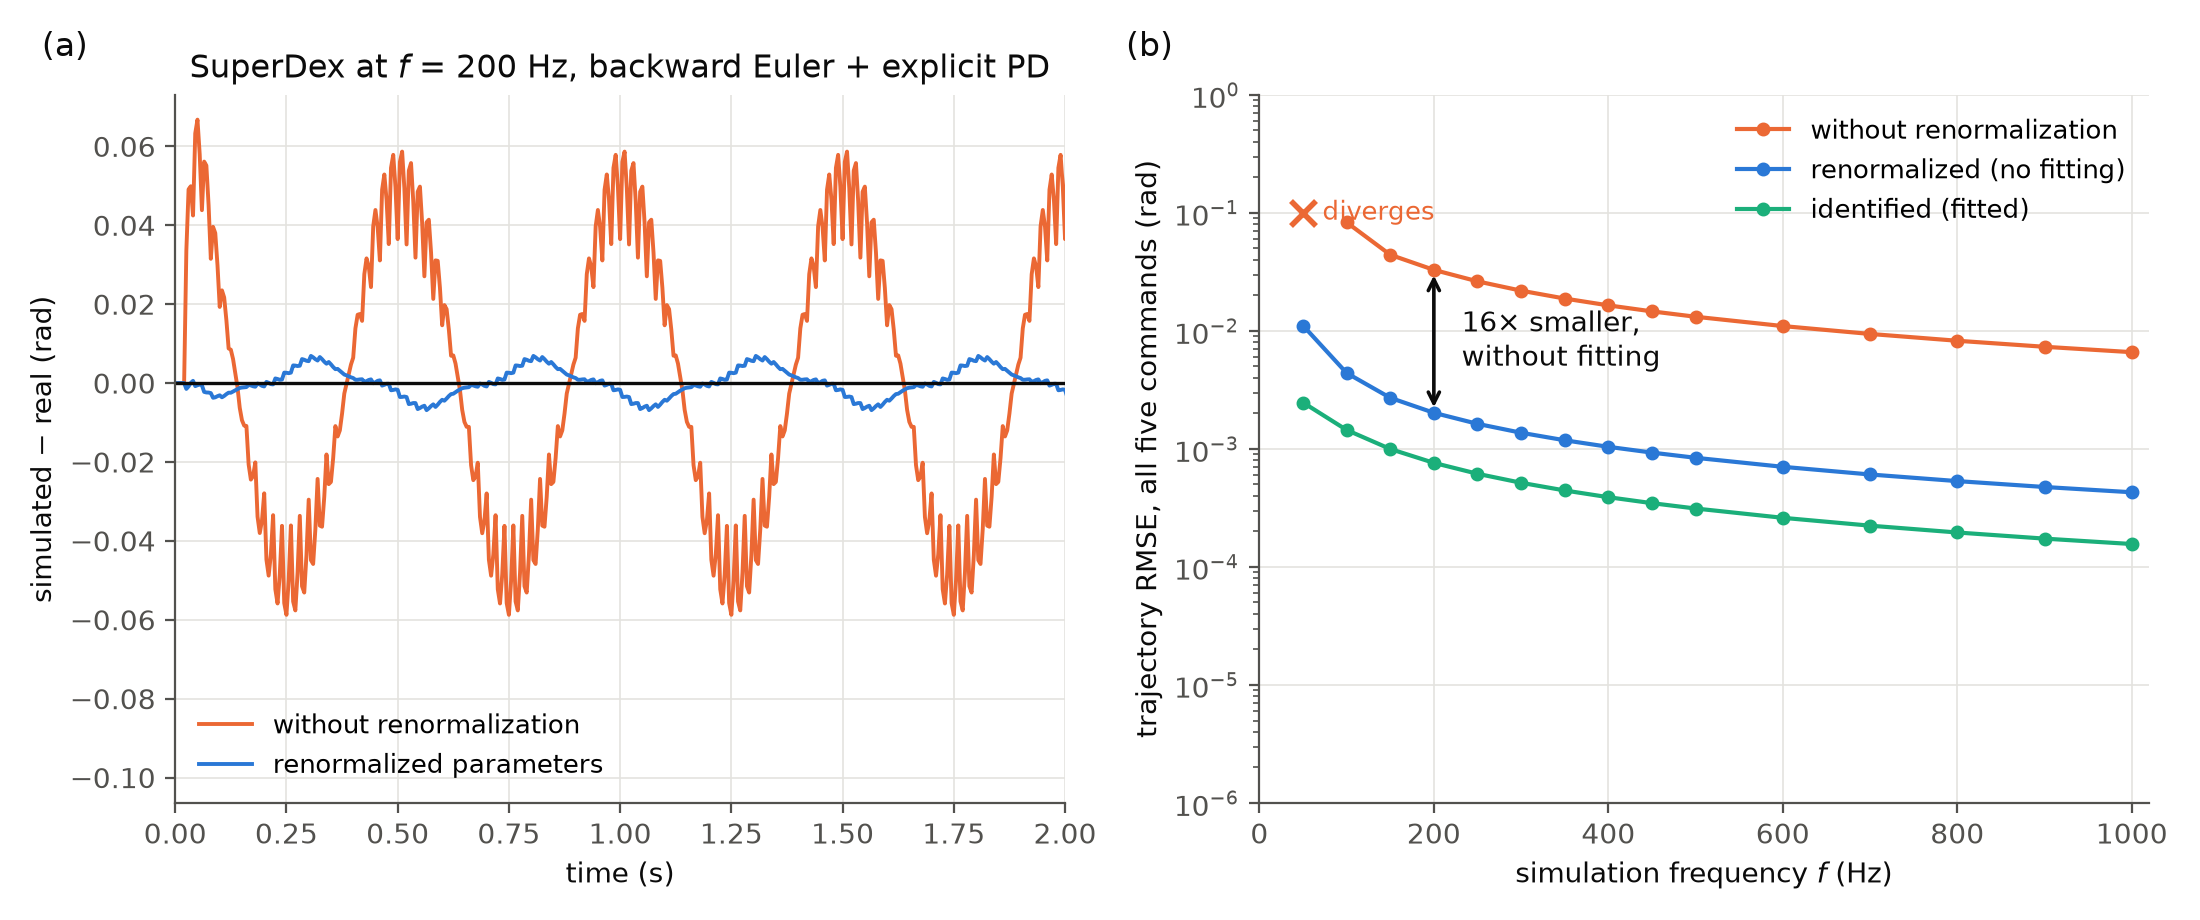 (a)
SuperDex at f = 200 Hz, backward Euler + explicit PD
simulated − real (rad)
0.06
0.04
0.02
0.00
−0.02
−0.04
−0.06
−0.08
−0.10
without renormalization
renormalized parameters
0.00 0.25 0.50 0.75 1.00 1.25 1.50 1.75 2.00
time (s)
(b)
trajectory RMSE, all five commands (rad)
10⁰
10⁻¹
10⁻²
10⁻³
10⁻⁴
10⁻⁵
10⁻⁶
without renormalization
renormalized (no fitting)
identified (fitted)
diverges
16× smaller,
without fitting
0 200 400 600 800 1000
simulation frequency f (Hz)